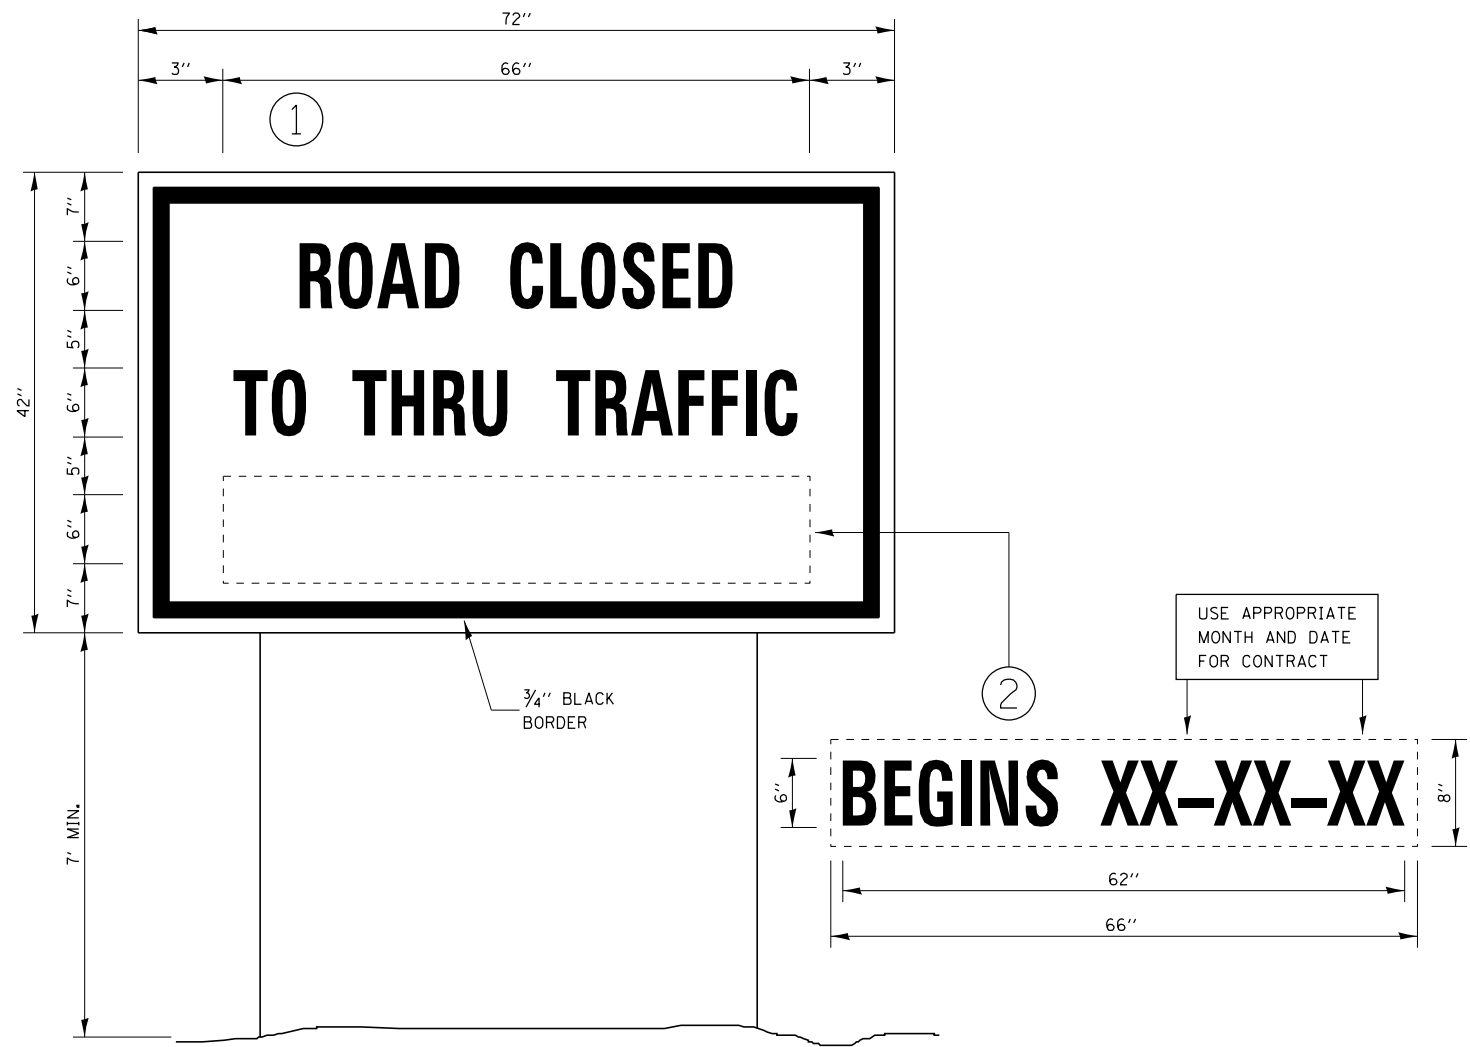 72''
3'' 66'' 3''
1
7''
6''
5''
6''
5''
6''
7''
42''
ROAD CLOSED
TO THRU TRAFFIC
3/4'' BLACK
BORDER
7' MIN.
2
USE APPROPRIATE
MONTH AND DATE
FOR CONTRACT
6''
BEGINS XX-XX-XX
8''
62''
66''